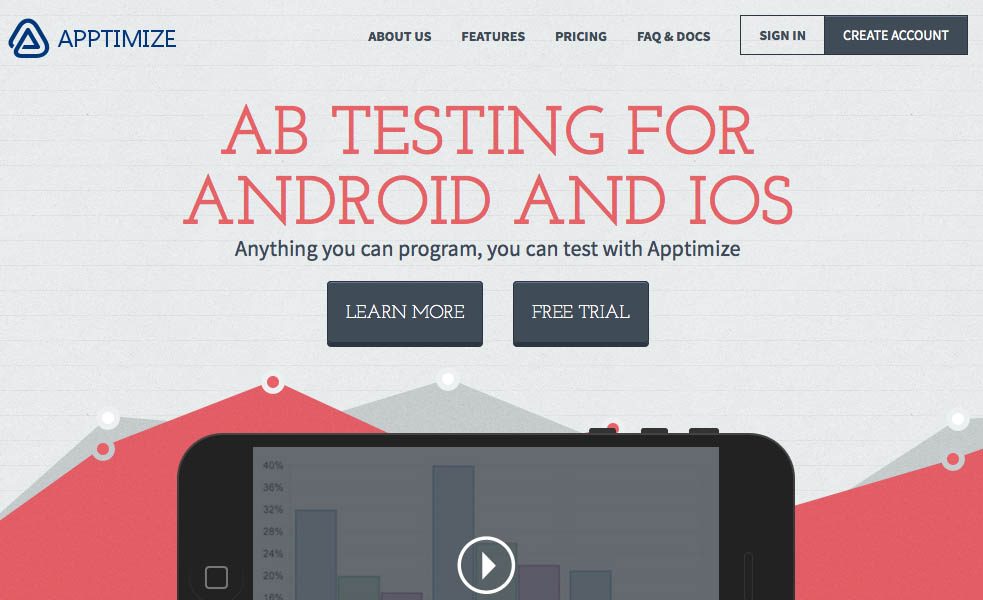 APPTIMIZE
ABOUT US
FEATURES
PRICING
FAQ & DOCS
SIGN IN
CREATE ACCOUNT
AB TESTING FOR
ANDROID AND IOS
Anything you can program, you can test with Apptimize
LEARN MORE
FREE TRIAL
40%
36%
32%
28%
24%
20%
16%